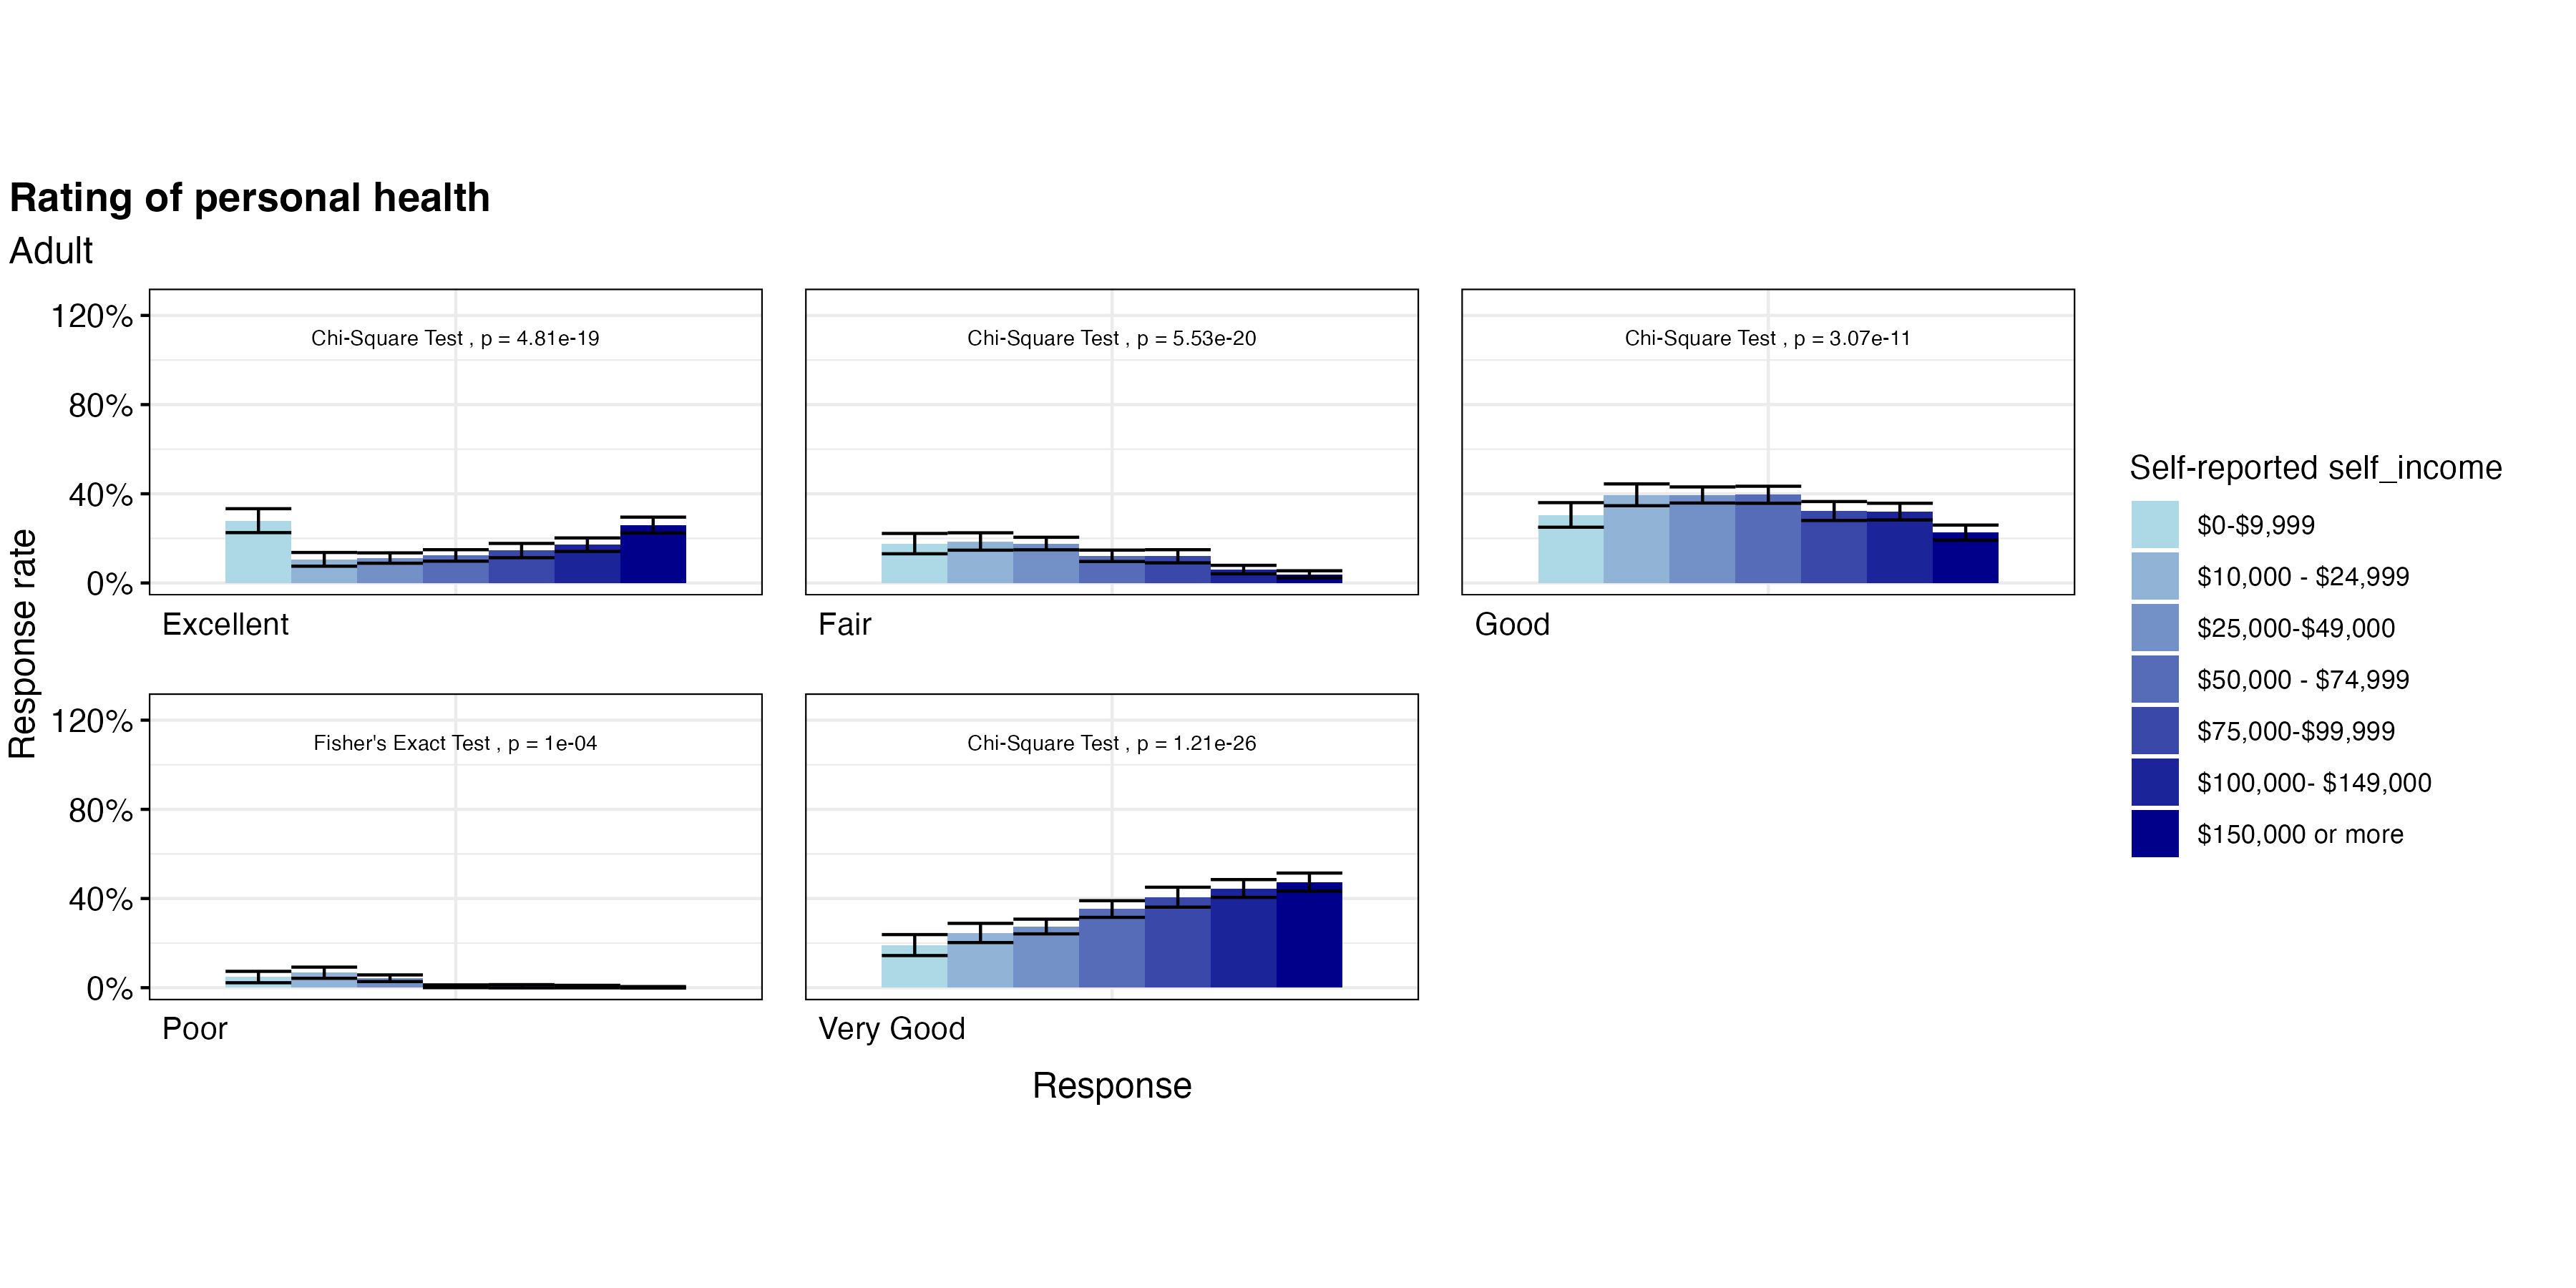 Rating of personal health
Adult
120%
80%
40%
0%
Chi-Square Test , p = 4.81e-19
Excellent
Chi-Square Test , p = 5.53e-20
Fair
Chi-Square Test , p = 3.07e-11
Good
Response rate
120%
80%
40%
0%
Fisher's Exact Test , p = 1e-04
Poor
Chi-Square Test , p = 1.21e-26
Very Good
Response
Self-reported self_income
$0-$9,999
$10,000 - $24,999
$25,000-$49,000
$50,000 - $74,999
$75,000-$99,999
$100,000- $149,000
$150,000 or more